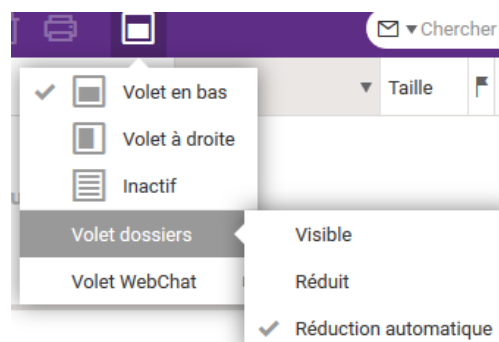 Chercher
Taille
Volet en bas
Volet à droite
Inactif
Volet dossiers
Visible
Volet WebChat
Réduit
Réduction automatique